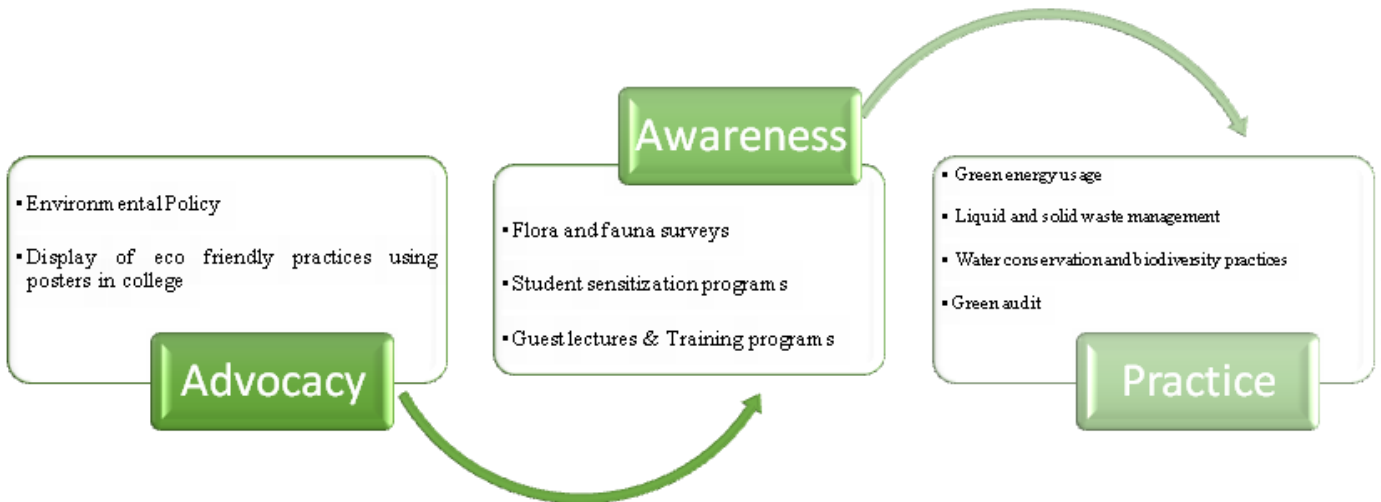 ▪ Environmental Policy
▪ Display of eco friendly practices using
posters in college
Advocacy
Awareness
▪ Flora and fauna surveys
▪ Student sensitization programs
▪ Guest lectures & Training programs
▪ Green energy usage
▪ Liquid and solid waste management
▪ Water conservation and biodiversity practices
▪ Green audit
Practice